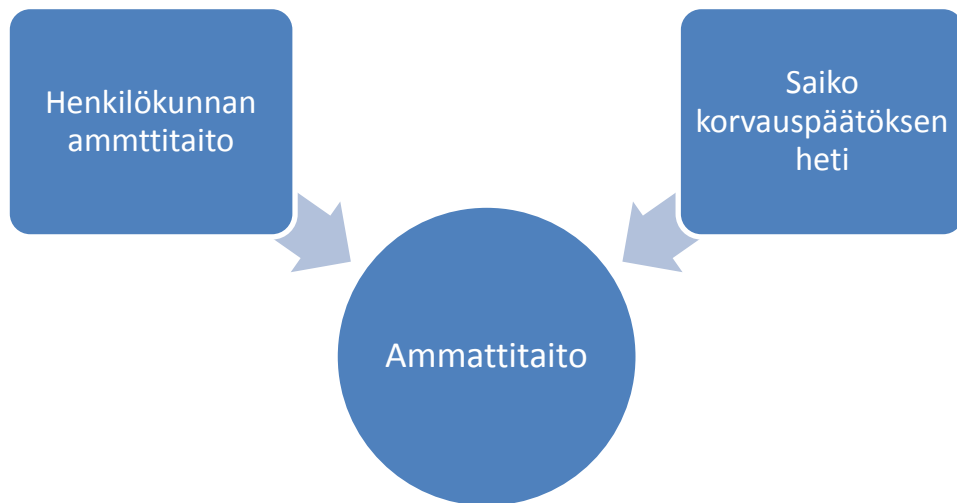 Henkilökunnan
ammttitaito
Saiko
korvauspäätöksen
heti
Ammattitaito